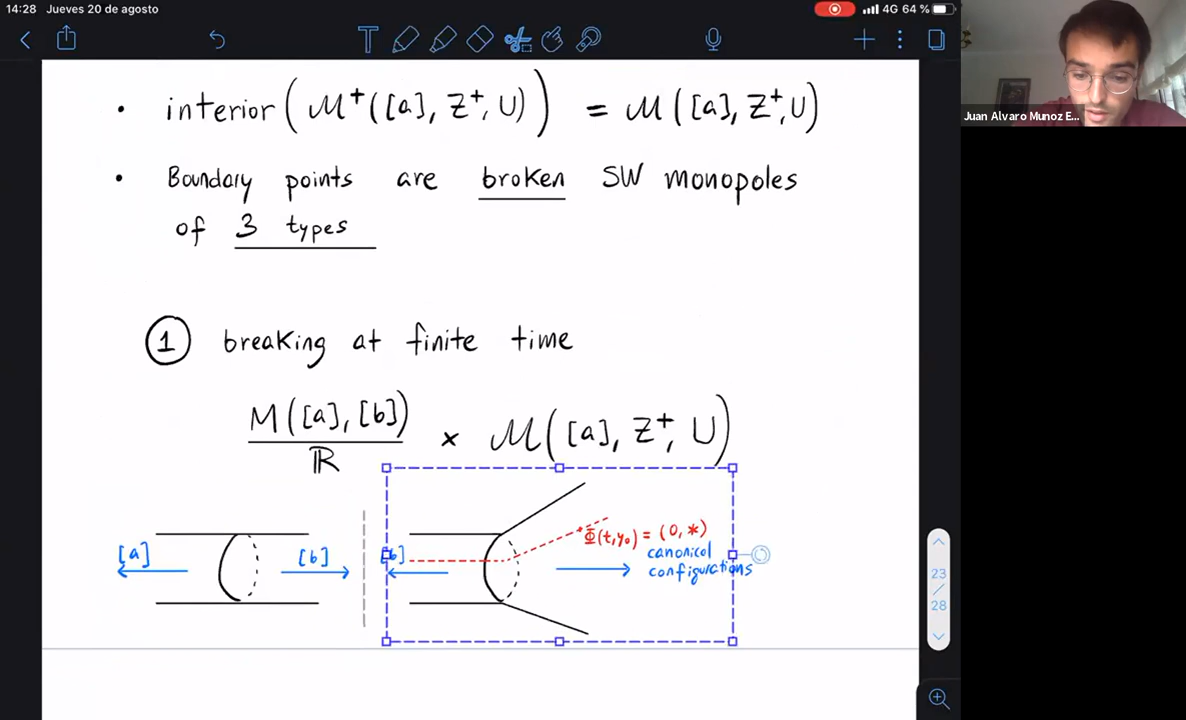 14:28 Jueves 20 de agosto
4G 64 %
Juan Alvaro Munoz E...
• interior (M⁺([a], Z⁺, U)) = M([a], Z⁺, U)
• Boundary points are broken SW monopoles
of 3 types
① breaking at finite time
M([a], [b])
ℝ
× M([a], Z⁺, U)
[a]
[b]
[b]
Φ(t,y₀) = (0, *)
canonical
configurations
23
/
28